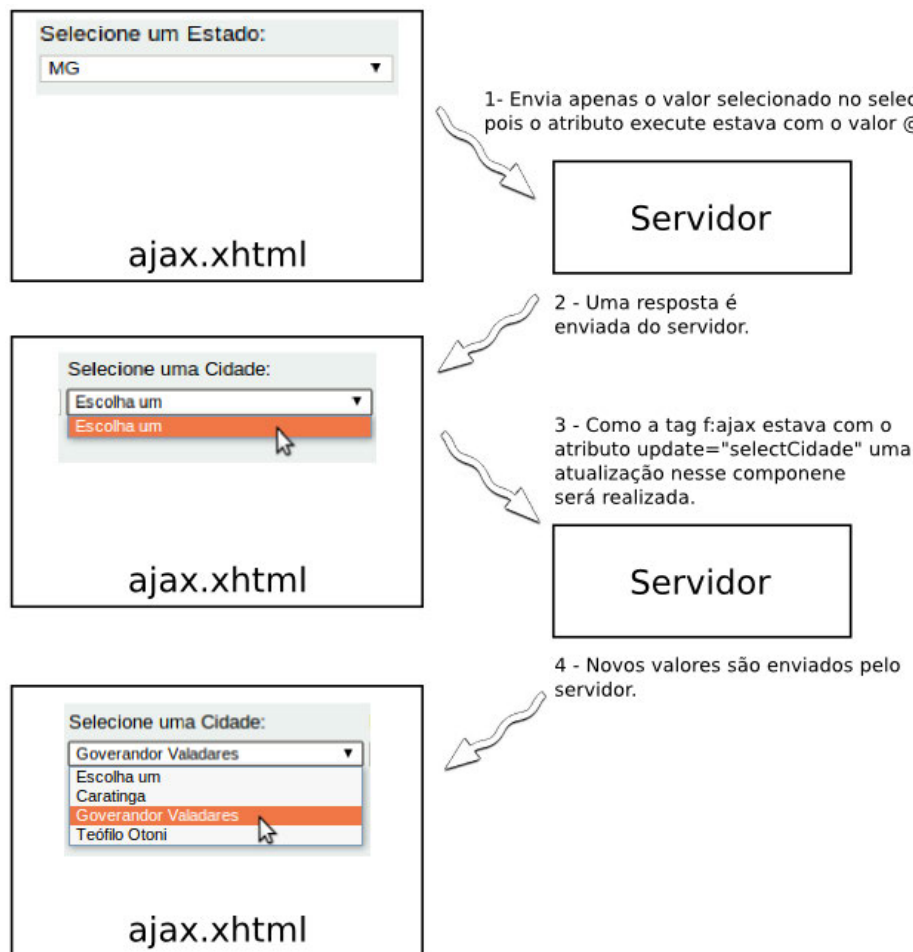 Selecione um Estado:
MG
ajax.xhtml
1- Envia apenas o valor selecionado no
pois o atributo execute estava com o valor
Servidor
2 - Uma resposta é
enviada do servidor.
Selecione uma Cidade:
Escolha um
Escolha um
ajax.xhtml
3 - Como a tag f:ajax estava com o
atributo update="selectCidade" uma
atualização nesse componene
será realizada.
Servidor
4 - Novos valores são enviados pelo
servidor.
Selecione uma Cidade:
Goverandor Valadares
Escolha um
Caratinga
Goverandor Valadares
Teófilo Otoni
ajax.xhtml